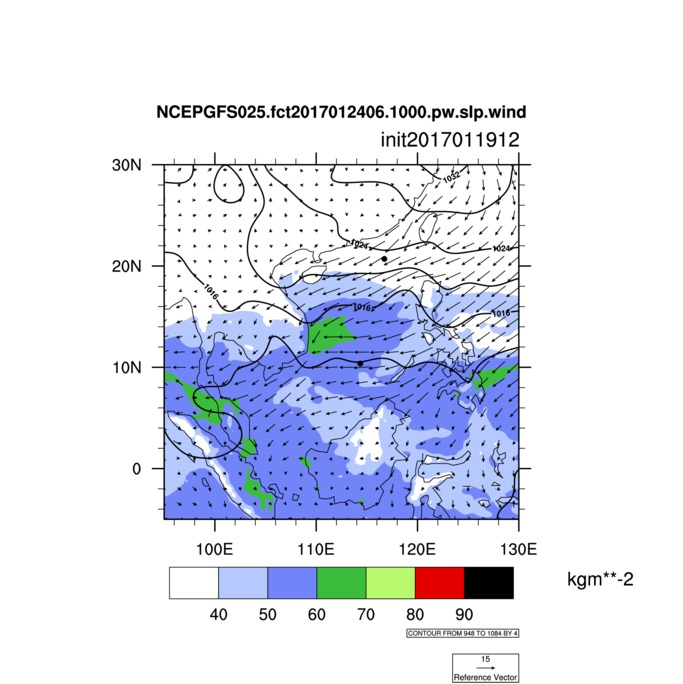 NCEPGFS025.fct2017012406.1000.pw.slp.wind
init2017011912
30N
1032
1024
1024
20N
1016
1016
1016
10N
0
100E 110E 120E 130E
kgm**-2
40 50 60 70 80 90
CONTOUR FROM 948 TO 1084 BY 4
15
Reference Vector